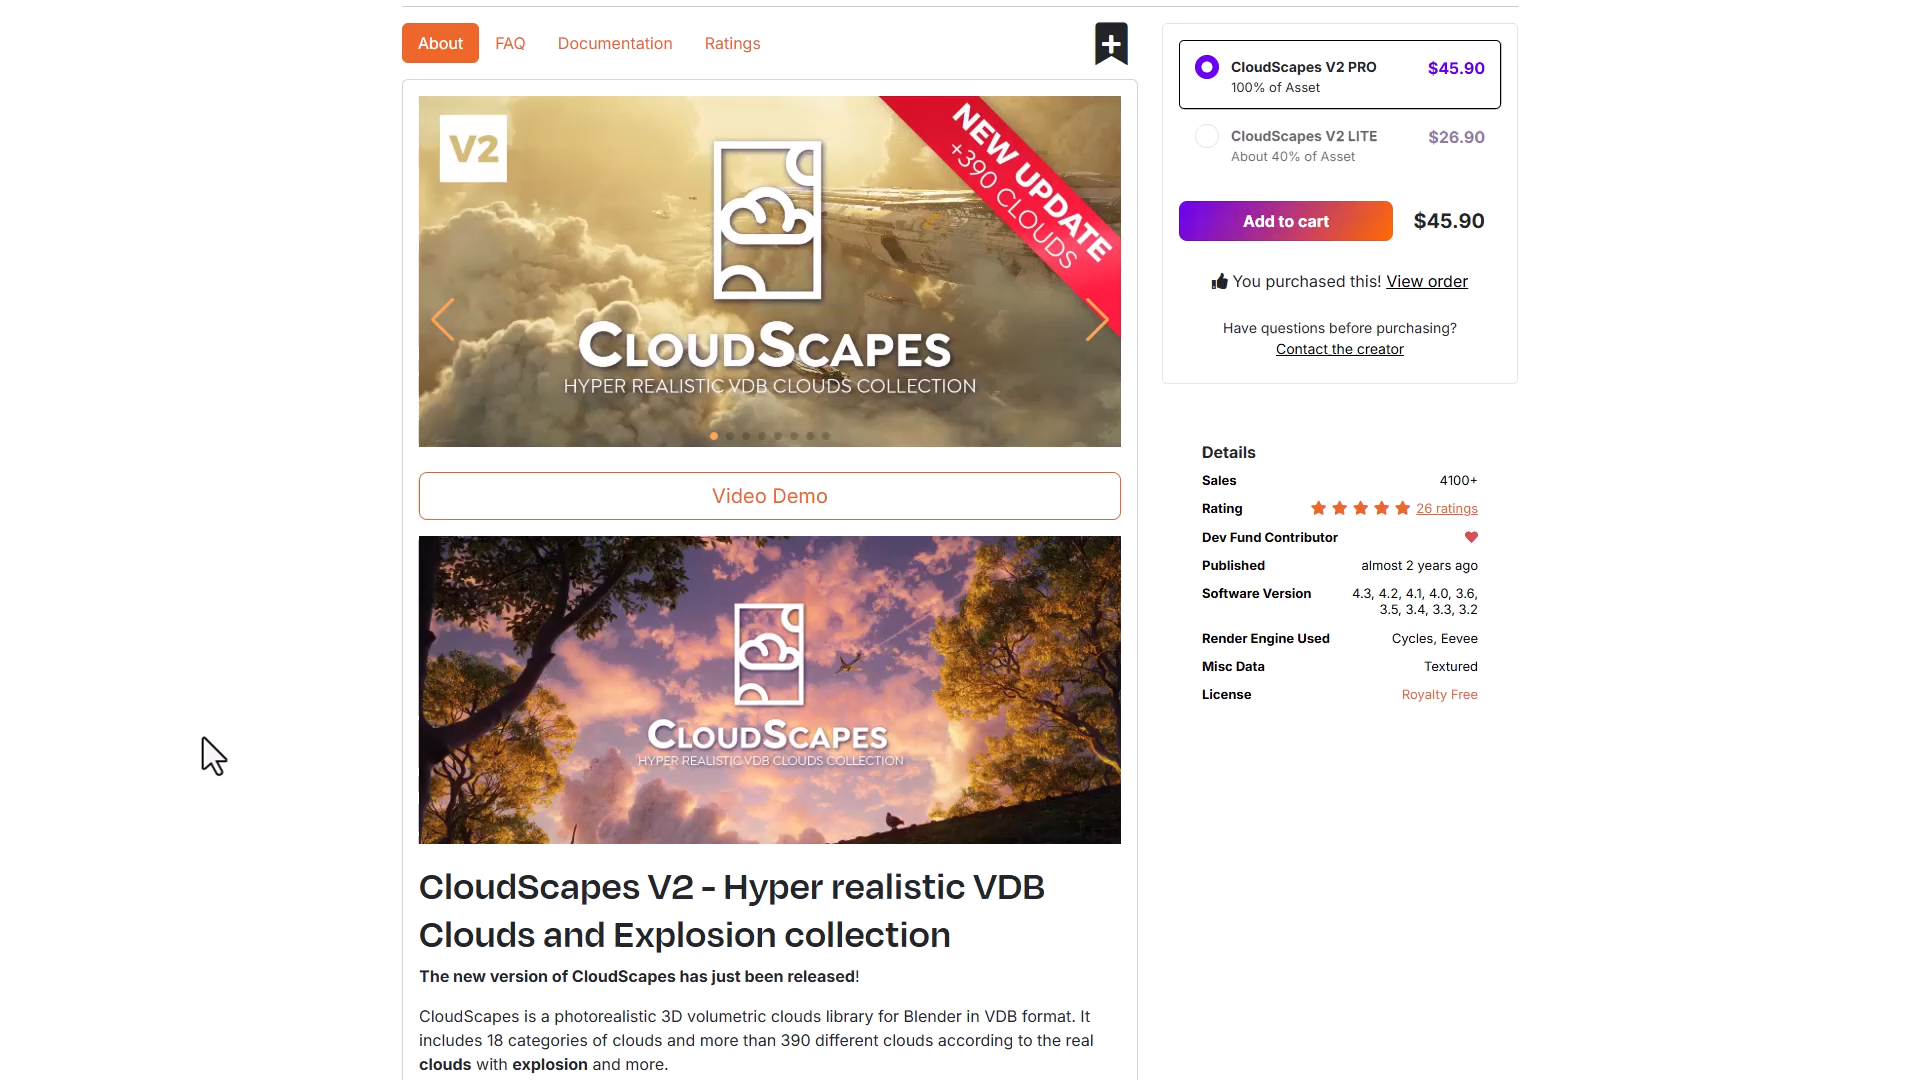 About
FAQ
Documentation
Ratings
V2
NEW UPDATE
+390 CLOUDS
CLOUDSCAPES
HYPER REALISTIC VDB CLOUDS COLLECTION
Video Demo
CLOUDSCAPES
HYPER REALISTIC VDB CLOUDS COLLECTION
CloudScapes V2 - Hyper realistic VDB
Clouds and Explosion collection
The new version of CloudScapes has just been released!
CloudScapes is a photorealistic 3D volumetric clouds library for Blender in VDB format. It
includes 18 categories of clouds and more than 390 different clouds according to the real
clouds with explosion and more.
CloudScapes V2 PRO $45.90
100% of Asset
CloudScapes V2 LITE $26.90
About 40% of Asset
Add to cart $45.90
You purchased this! View order
Have questions before purchasing?
Contact the creator
Details
Sales 4100+
Rating 26 ratings
Dev Fund Contributor
Published almost 2 years ago
Software Version 4.3, 4.2, 4.1, 4.0, 3.6,
3.5, 3.4, 3.3, 3.2
Render Engine Used Cycles, Eevee
Misc Data Textured
License Royalty Free